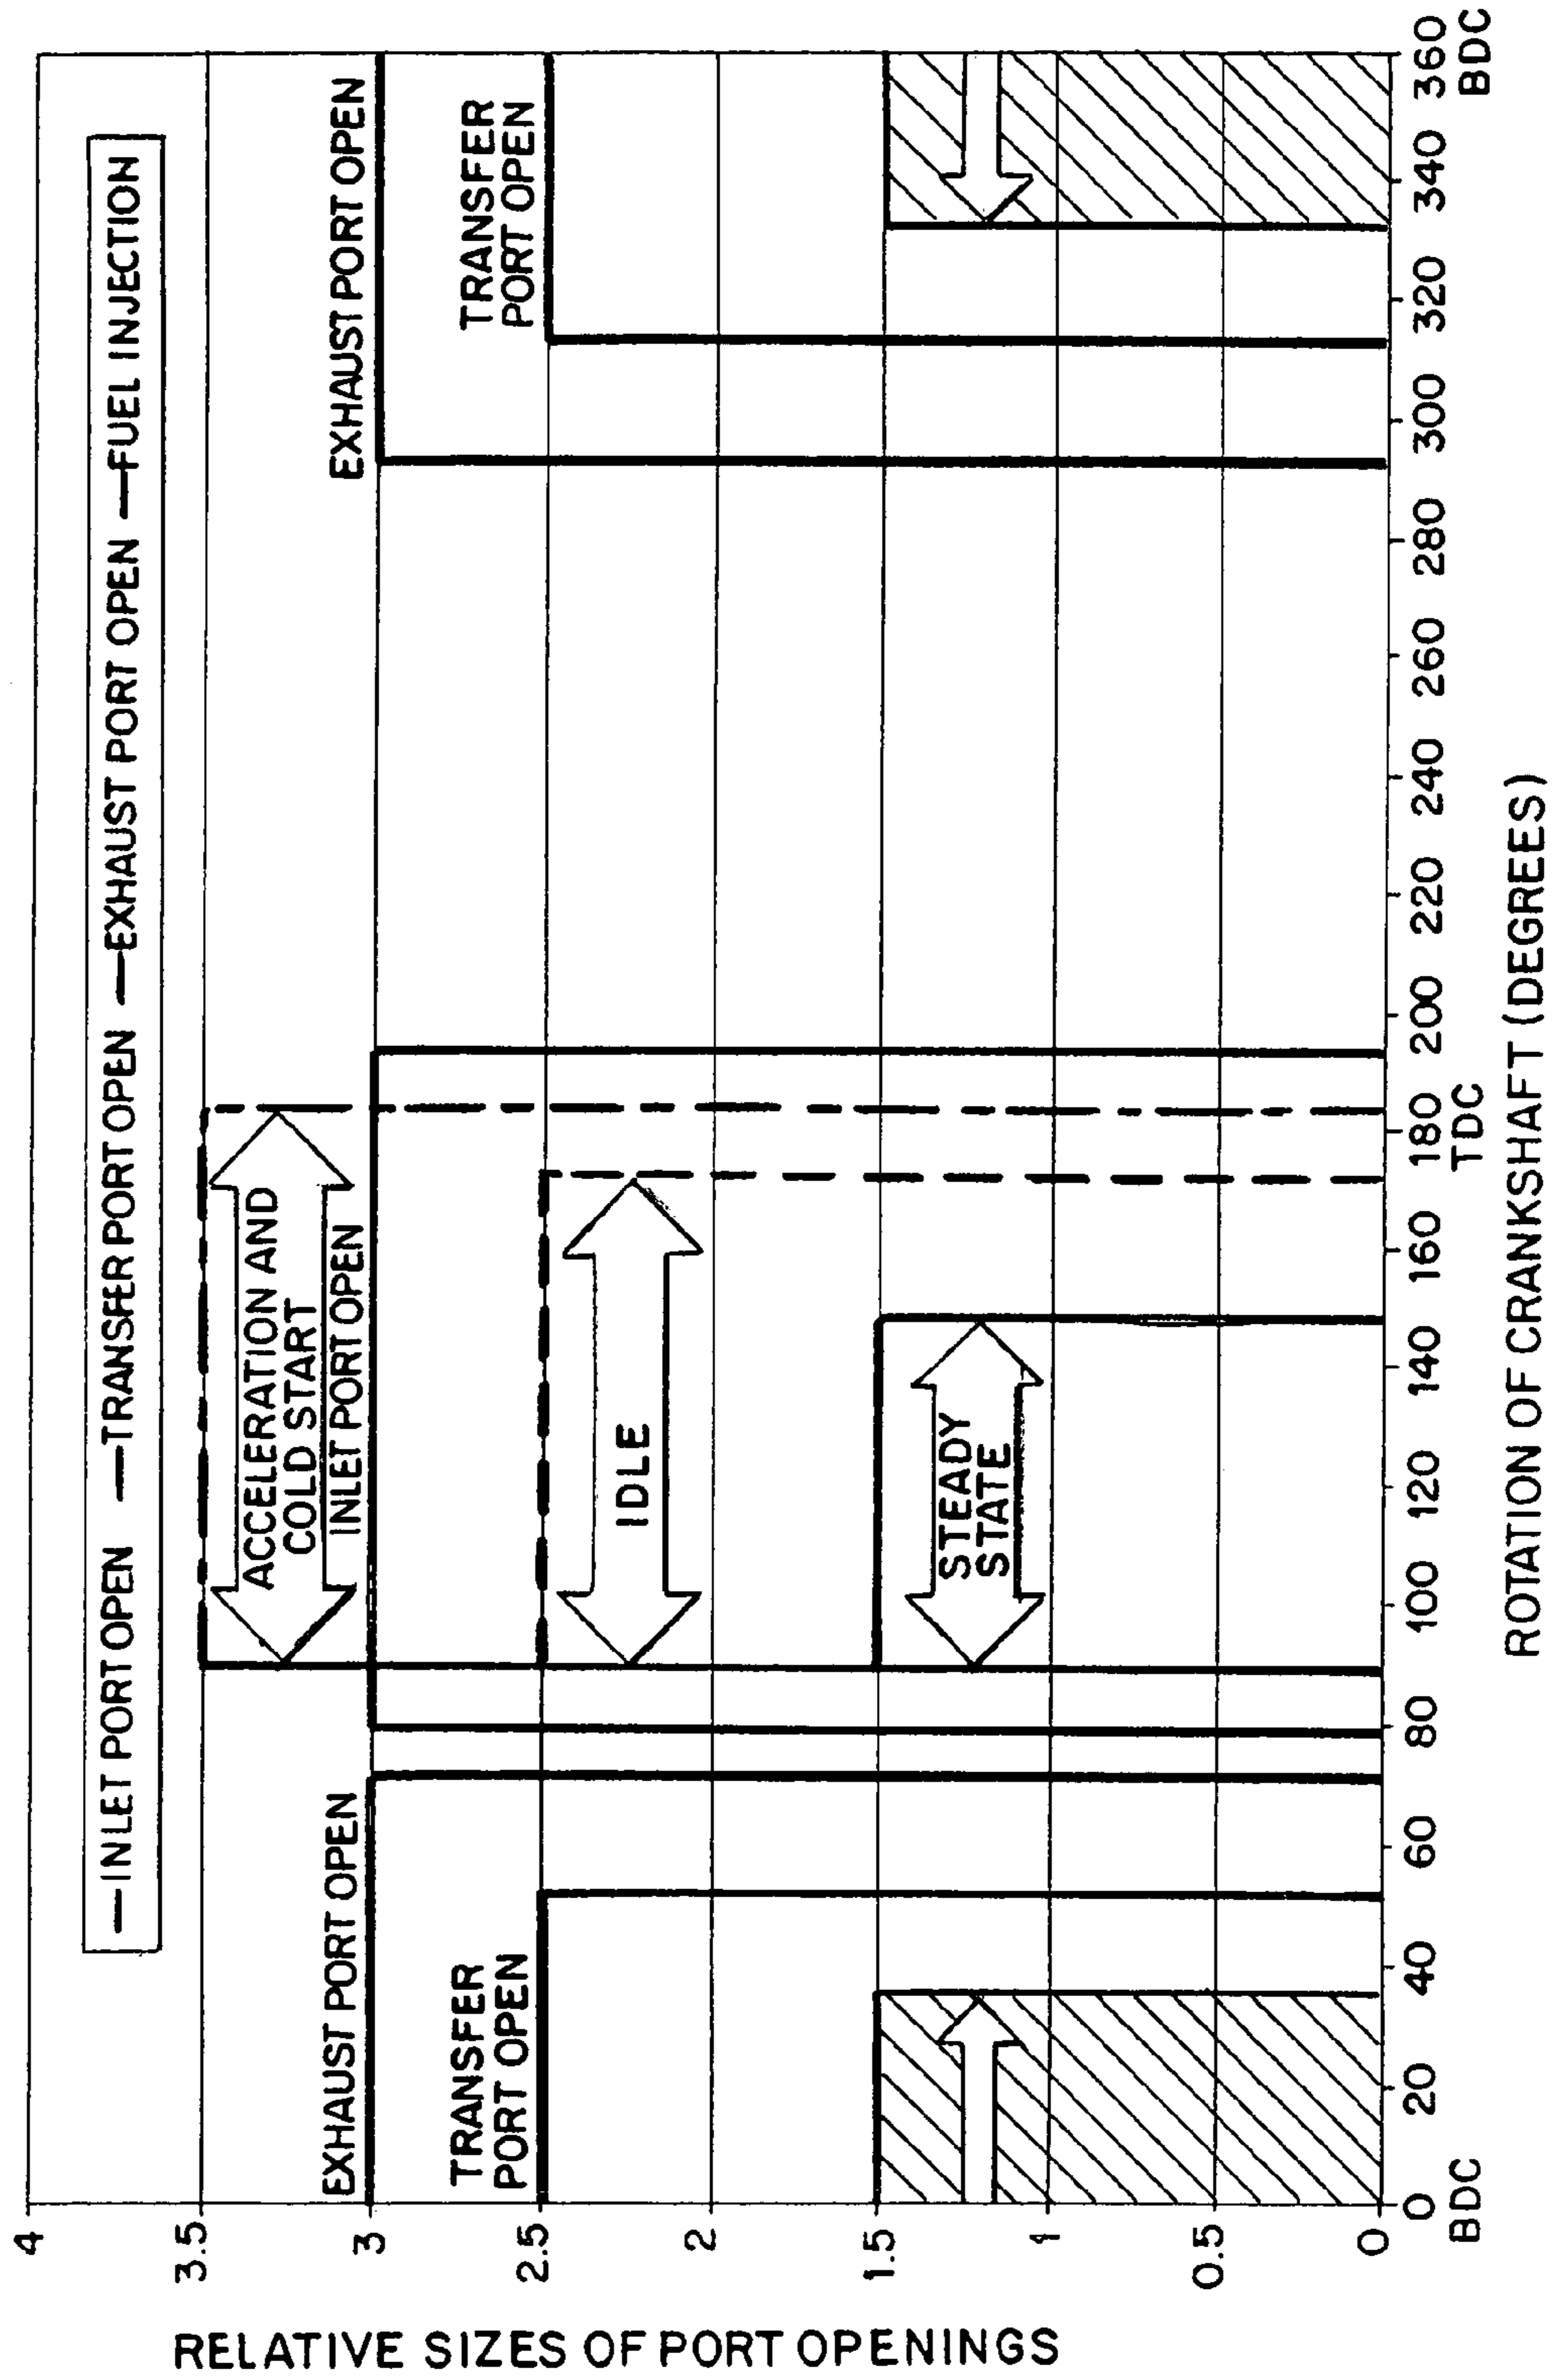 —INLET PORT OPEN —TRANSFER PORT OPEN —EXHAUST PORT OPEN —FUEL INJECTION
RELATIVE SIZES OF PORT OPENINGS
4
3.5
3
2.5
2
1.5
1
0.5
0
EXHAUST PORT OPEN
TRANSFER
PORT OPEN
ACCELERATION AND
COLD START
INLET PORT OPEN
IDLE
STEADY
STATE
EXHAUST PORT OPEN
TRANSFER
PORT OPEN
0 20 40 60 80 100 120 140 160 180 200 220 240 260 280 300 320 340 360
BDC TDC BDC
ROTATION OF CRANKSHAFT (DEGREES)